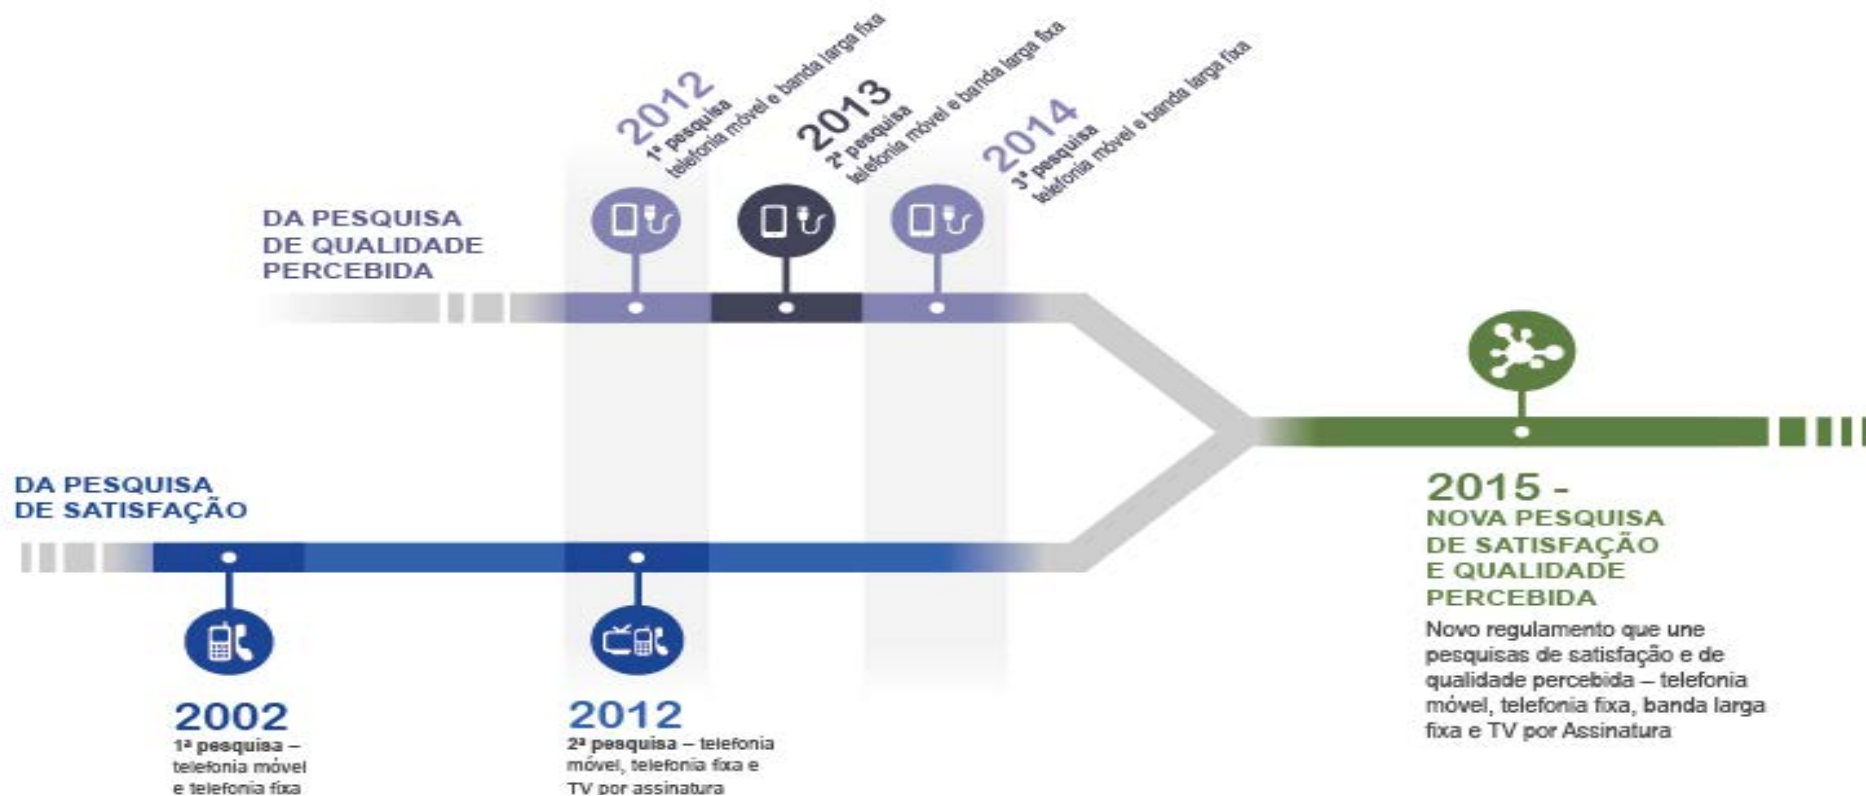 2012
1ª pesquisa
telefonia móvel e banda larga fixa
2013
2ª pesquisa
telefonia móvel e banda larga fixa
2014
3ª pesquisa
telefonia móvel e banda larga fixa
DA PESQUISA
DE QUALIDADE
PERCEBIDA
DA PESQUISA
DE SATISFAÇÃO
2002
1ª pesquisa –
telefonia móvel
e telefonia fixa
2012
2ª pesquisa – telefonia
móvel, telefonia fixa e
TV por assinatura
2015 -
NOVA PESQUISA
DE SATISFAÇÃO
E QUALIDADE
PERCEBIDA
Novo regulamento que une
pesquisas de satisfação e de
qualidade percebida – telefonia
móvel, telefonia fixa, banda larga
fixa e TV por Assinatura